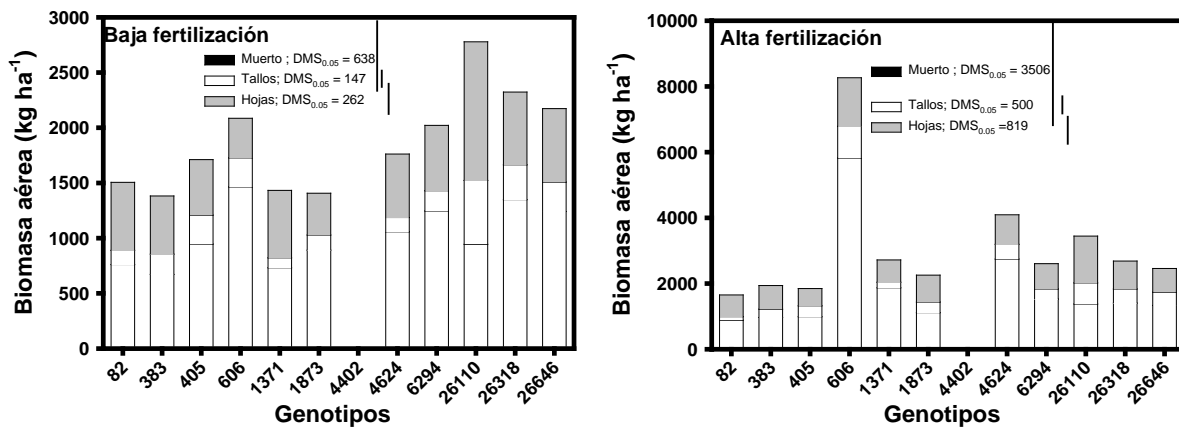 Baja fertilización
Muerto ; DMS0.05 = 638
Tallos; DMS0.05 = 147
Hojas; DMS0.05 = 262
Biomasa aérea (kg ha-1)
3000
2500
2000
1500
1000
500
0
82 383 405 606 1371 1873 4402 4624 6294 26110 26318 26646
Genotipos
Alta fertilización
Muerto ; DMS0.05 = 3506
Tallos; DMS0.05 = 500
Hojas; DMS0.05 =819
Biomasa aérea (kg ha-1)
10000
8000
6000
4000
2000
0
82 383 405 606 1371 1873 4402 4624 6294 26110 26318 26646
Genotipos